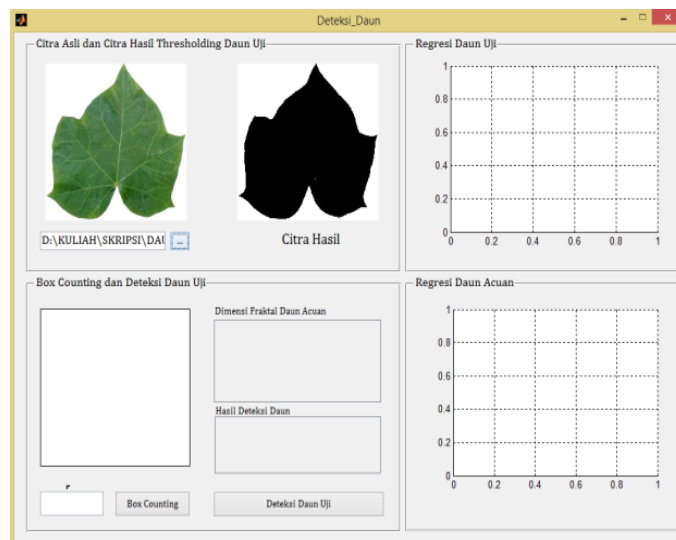 Deteksi_Daun
Citra Asli dan Citra Hasil Thresholding Daun Uji
D:\KULIAH\SKRIPSI\DAU
...
Citra Hasil
Regresi Daun Uji
1
0.8
0.6
0.4
0.2
0
0 0.2 0.4 0.6 0.8 1
Box Counting dan Deteksi Daun Uji
Dimensi Fraktal Daun Acuan
Hasil Deteksi Daun
r
Box Counting
Deteksi Daun Uji
Regresi Daun Acuan
1
0.8
0.6
0.4
0.2
0
0 0.2 0.4 0.6 0.8 1